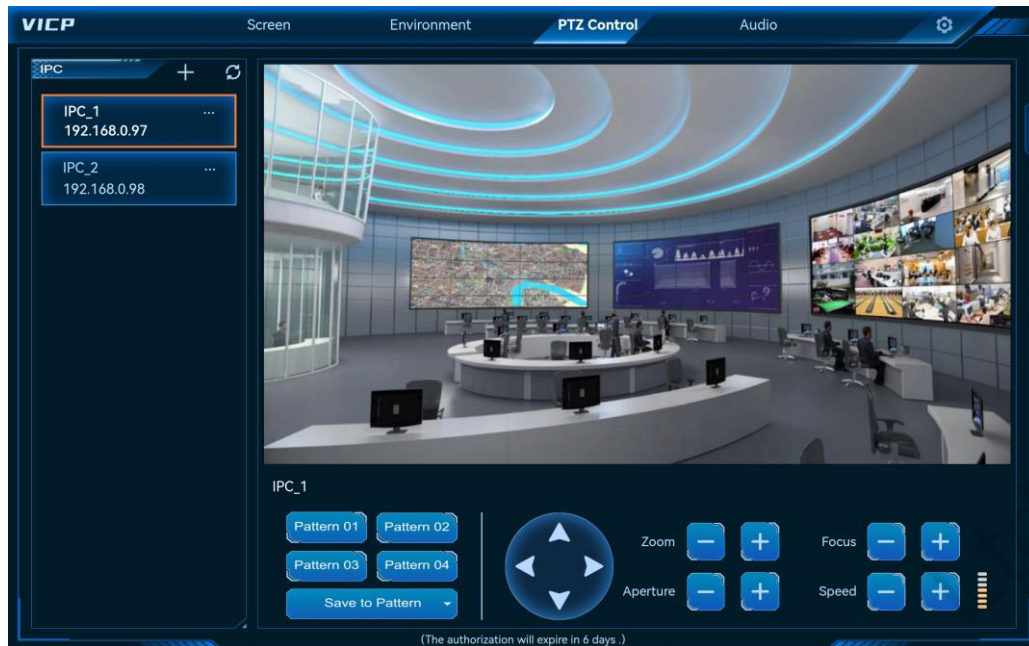 VICP
Screen
Environment
PTZ Control
Audio
IPC
IPC_1
192.168.0.97
IPC_2
192.168.0.98
IPC_1
Pattern 01
Pattern 02
Pattern 03
Pattern 04
Save to Pattern
Zoom
Focus
Aperture
Speed
(The authorization will expire in 6 days .)